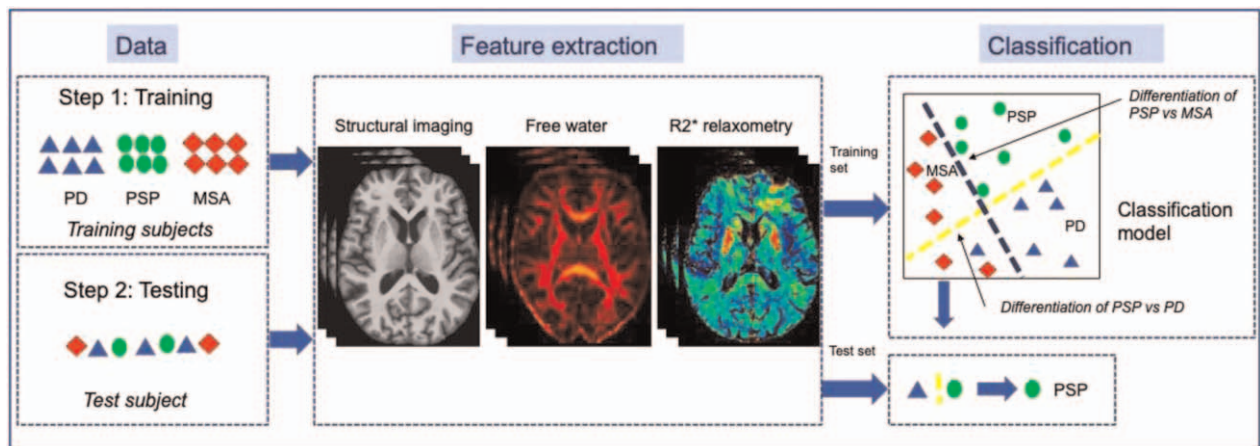 Data
Feature extraction
Classification
Step 1: Training
PD
PSP
MSA
Training subjects
Step 2: Testing
Test subject
Structural imaging
Free water
R2* relaxometry
Training
set
Test set
PSP
MSA
PD
Differentiation of
PSP vs MSA
Classification
model
Differentiation of PSP vs PD
PSP